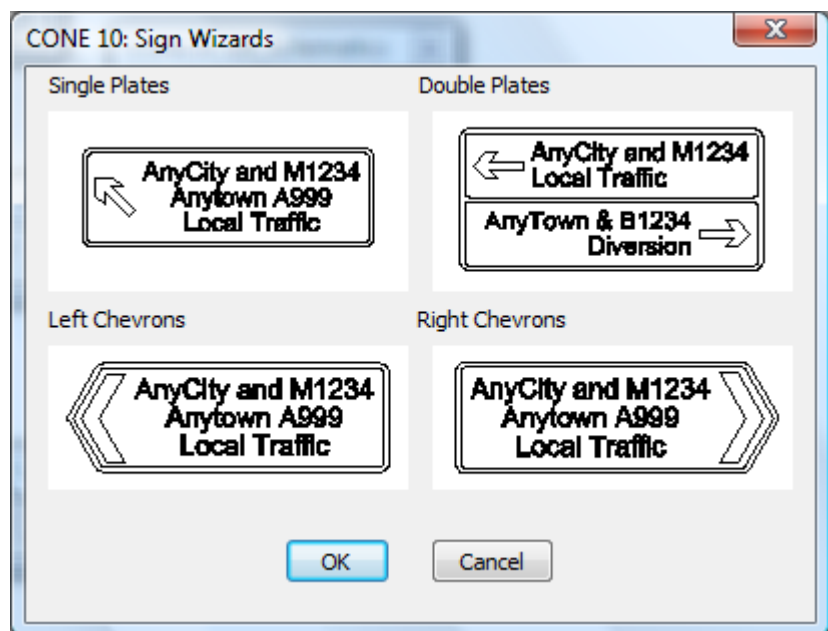 CONE 10: Sign Wizards
Single Plates
AnyCity and M1234
Anytown A999
Local Traffic
Double Plates
AnyCity and M1234
Local Traffic
AnyTown & B1234
Diversion
Left Chevrons
AnyCity and M1234
Anytown A999
Local Traffic
Right Chevrons
AnyCity and M1234
Anytown A999
Local Traffic
OK
Cancel